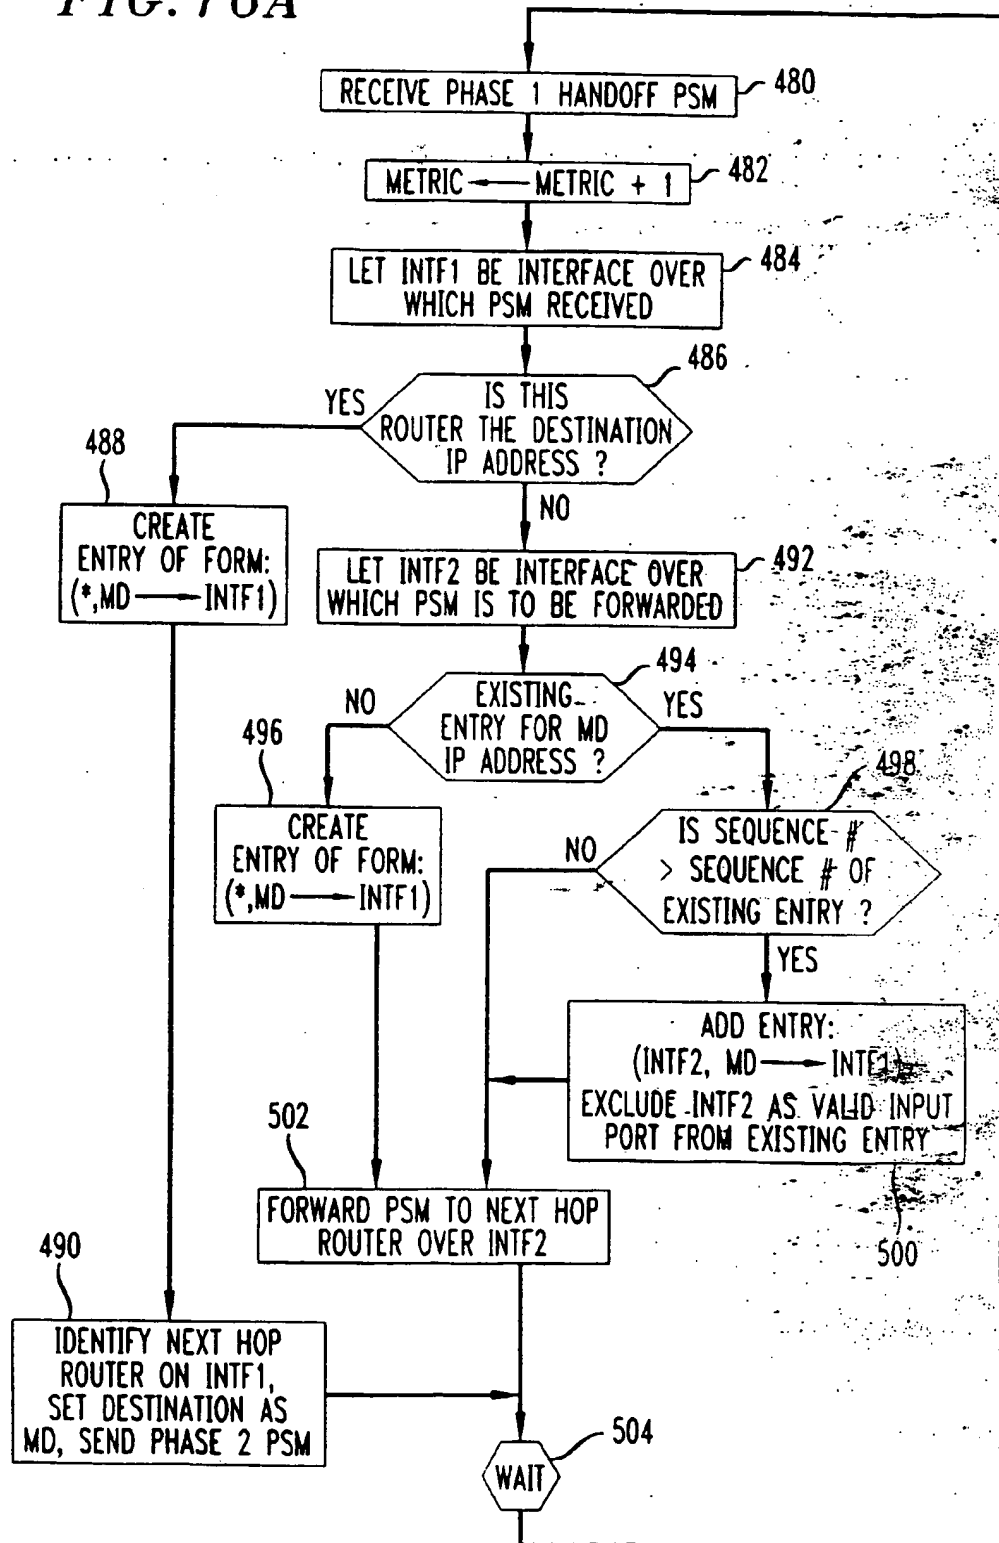 FIG. 16A
RECEIVE PHASE 1 HANDOFF PSM
480
METRIC ← METRIC + 1
482
LET INTF1 BE INTERFACE OVER
WHICH PSM RECEIVED
484
486
IS THIS
ROUTER THE DESTINATION
IP ADDRESS ?
YES
NO
488
CREATE
ENTRY OF FORM:
(*,MD → INTF1)
492
LET INTF2 BE INTERFACE OVER
WHICH PSM IS TO BE FORWARDED
494
EXISTING
ENTRY FOR MD
IP ADDRESS ?
NO
YES
496
CREATE
ENTRY OF FORM:
(*,MD → INTF1)
498
IS SEQUENCE #
> SEQUENCE # OF
EXISTING ENTRY ?
NO
YES
ADD ENTRY:
(INTF2, MD → INTF1)
EXCLUDE INTF2 AS VALID INPUT
PORT FROM EXISTING ENTRY
500
502
FORWARD PSM TO NEXT HOP
ROUTER OVER INTF2
490
IDENTIFY NEXT HOP
ROUTER ON INTF1,
SET DESTINATION AS
MD, SEND PHASE 2 PSM
504
WAIT